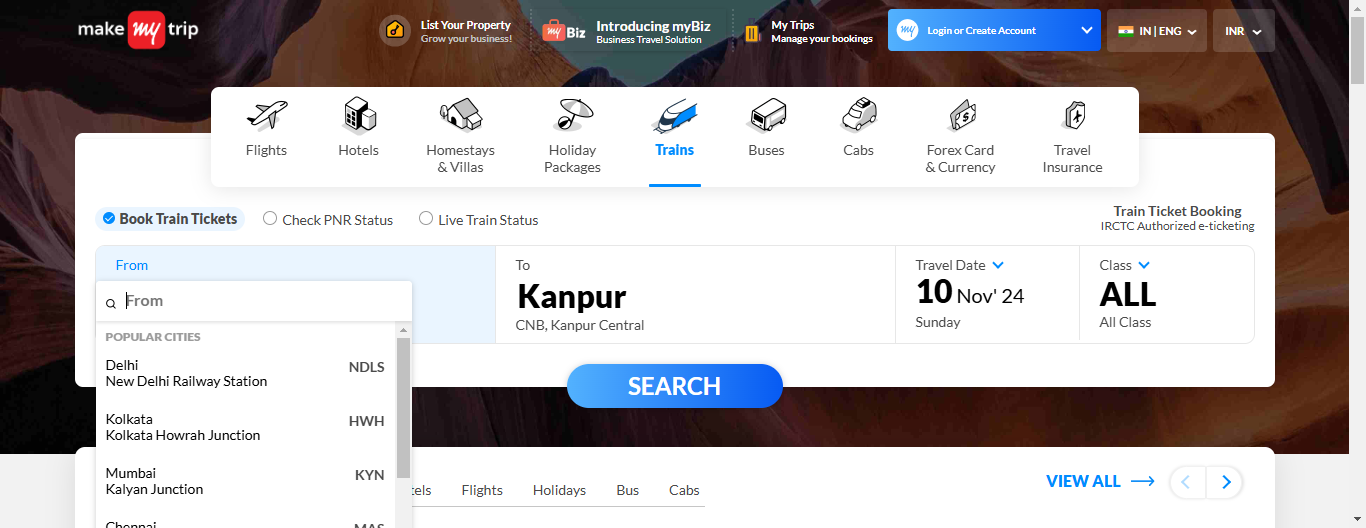 make my trip
List Your Property
Grow your business!
my Biz
Introducing myBiz
Business Travel Solution
My Trips
Manage your bookings
my
Login or Create Account
IN | ENG
INR
Flights
Hotels
Homestays
& Villas
Holiday
Packages
Trains
Buses
Cabs
Forex Card
& Currency
Travel
Insurance
Book Train Tickets
Check PNR Status
Live Train Status
Train Ticket Booking
IRCTC Authorized e-ticketing
From
To
Kanpur
CNB, Kanpur Central
Travel Date
10 Nov' 24
Sunday
Class
ALL
All Class
From
POPULAR CITIES
Delhi
New Delhi Railway Station
NDLS
Kolkata
Kolkata Howrah Junction
HWH
Mumbai
Kalyan Junction
KYN
Chennai
MAS
SEARCH
tels
Flights
Holidays
Bus
Cabs
VIEW ALL